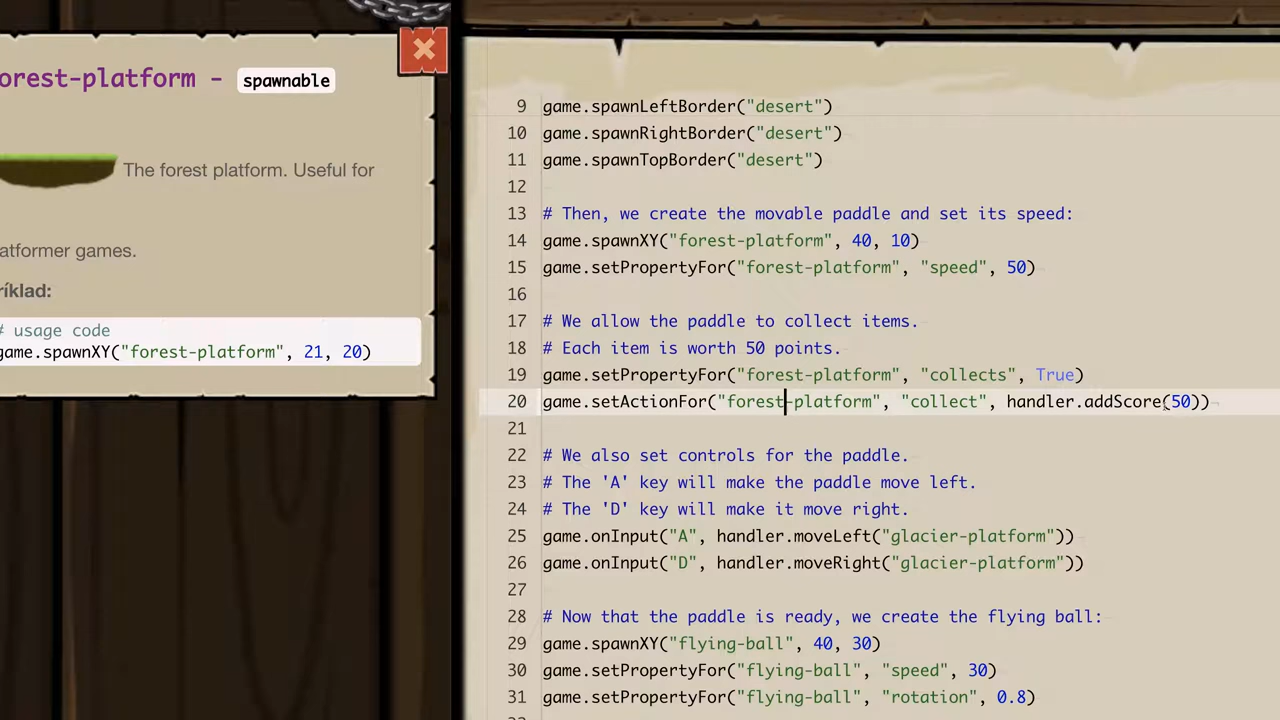 orest-platform - spawnable
The forest platform. Useful for
atformer games.
ríklad:
# usage code
game.spawnXY("forest-platform", 21, 20)
9 game.spawnLeftBorder("desert")
10 game.spawnRightBorder("desert")
11 game.spawnTopBorder("desert")
12
13 # Then, we create the movable paddle and set its speed:
14 game.spawnXY("forest-platform", 40, 10)
15 game.setPropertyFor("forest-platform", "speed", 50)
16
17 # We allow the paddle to collect items.
18 # Each item is worth 50 points.
19 game.setPropertyFor("forest-platform", "collects", True)
20 game.setActionFor("forest-platform", "collect", handler.addScore(50))
21
22 # We also set controls for the paddle.
23 # The 'A' key will make the paddle move left.
24 # The 'D' key will make it move right.
25 game.onInput("A", handler.moveLeft("glacier-platform"))
26 game.onInput("D", handler.moveRight("glacier-platform"))
27
28 # Now that the paddle is ready, we create the flying ball:
29 game.spawnXY("flying-ball", 40, 30)
30 game.setPropertyFor("flying-ball", "speed", 30)
31 game.setPropertyFor("flying-ball", "rotation", 0.8)